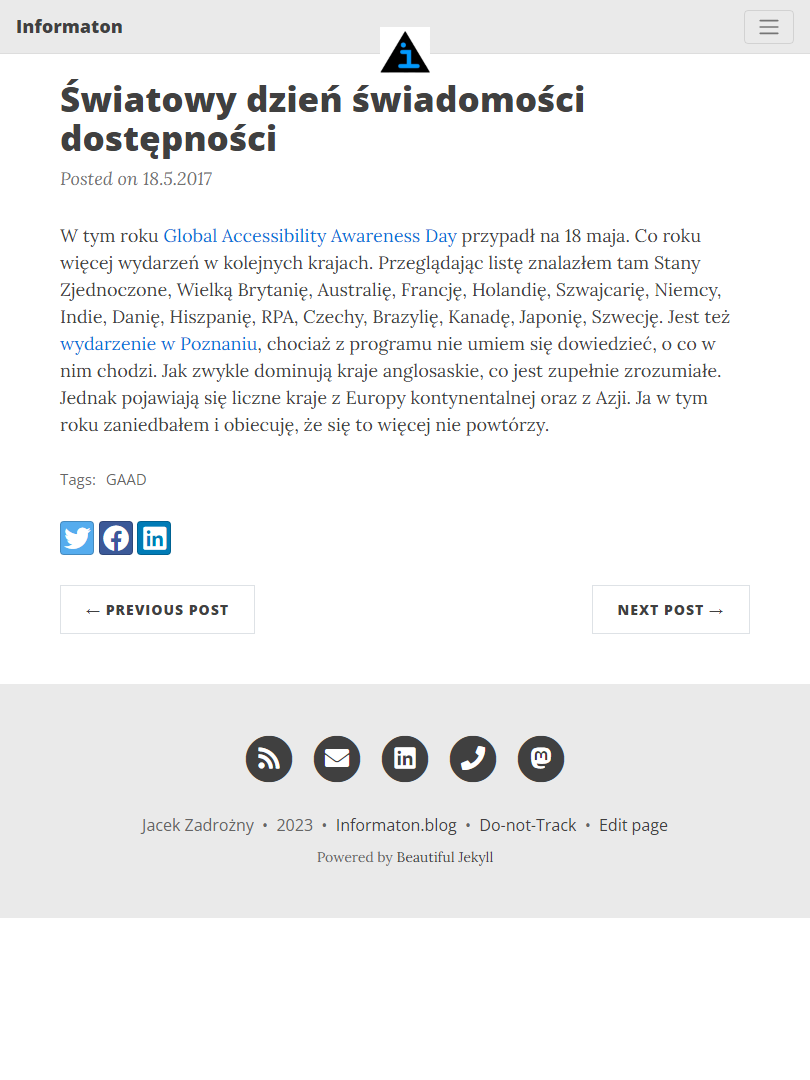 Informaton
i
Światowy dzień świadomości
dostępności
Posted on 18.5.2017
W tym roku Global Accessibility Awareness Day przypadł na 18 maja. Co roku
więcej wydarzeń w kolejnych krajach. Przeglądając listę znalazłem tam Stany
Zjednoczone, Wielką Brytanię, Australię, Francję, Holandię, Szwajcarię, Niemcy,
Indie, Danię, Hiszpanię, RPA, Czechy, Brazylię, Kanadę, Japonię, Szwecję. Jest też
wydarzenie w Poznaniu, chociaż z programu nie umiem się dowiedzieć, o co w
nim chodzi. Jak zwykle dominują kraje anglosaskie, co jest zupełnie zrozumiałe.
Jednak pojawiają się liczne kraje z Europy kontynentalnej oraz z Azji. Ja w tym
roku zaniedbałem i obiecuję, że się to więcej nie powtórzy.
Tags: GAAD
← PREVIOUS POST NEXT POST →
Jacek Zadrożny • 2023 • Informaton.blog • Do-not-Track • Edit page
Powered by Beautiful Jekyll